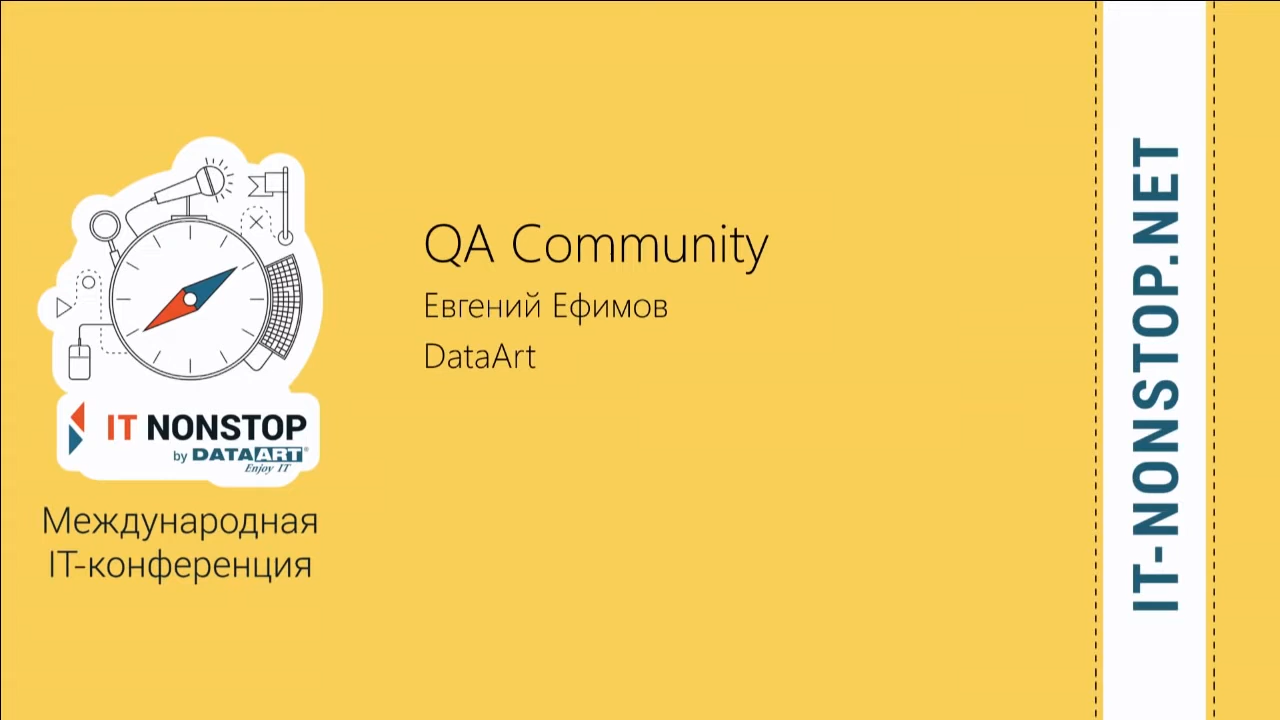 QA Community
Евгений Ефимов
DataArt
IT NONSTOP
by DATAART®
Enjoy IT
Международная
IT-конференция
IT-NONSTOP.NET